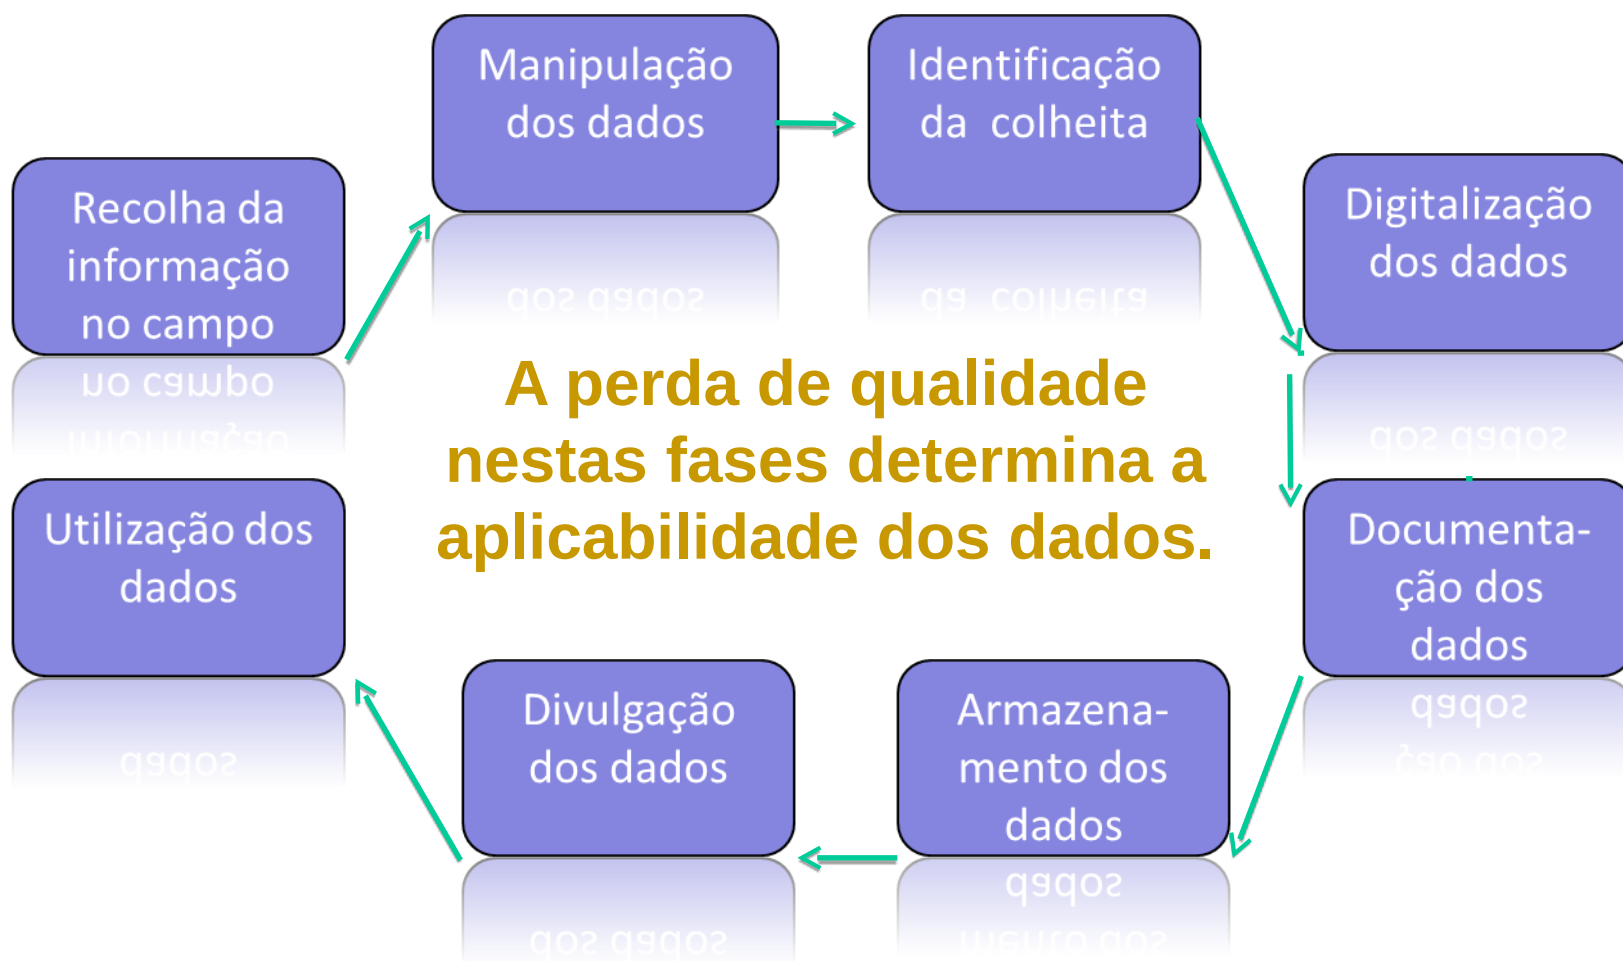 Manipulação
dos dados
Identificação
da colheita
Recolha da
informação
no campo
Digitalização
dos dados
A perda de qualidade
nestas fases determina a
aplicabilidade dos dados.
Utilização dos
dados
Documenta-
ção dos
dados
Divulgação
dos dados
Armazena-
mento dos
dados